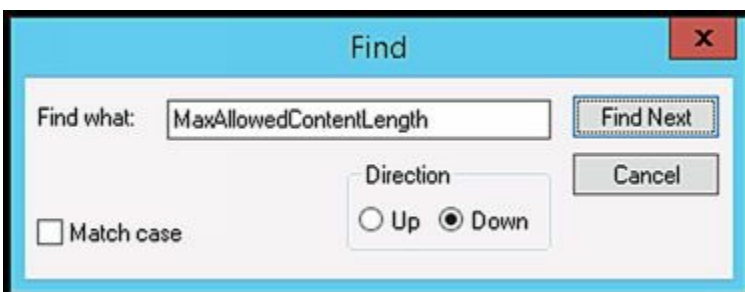 Find
x
Find what: MaxAllowedContentLength Find Next
Direction Cancel
Match case Up Down